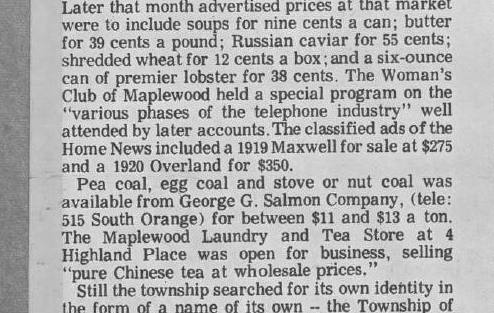 Later that month advertised prices at that market
were to include soups for nine cents a can; butter
for 39 cents a pound; Russian caviar for 55 cents;
shredded wheat for 12 cents a box; and a six-ounce
can of premier lobster for 38 cents. The Woman's
Club of Maplewood held a special program on the
"various phases of the telephone industry" well
attended by later accounts. The classified ads of the
Home News included a 1919 Maxwell for sale at $275
and a 1920 Overland for $350.
Pea coal, egg coal and stove or nut coal was
available from George G. Salmon Company, (tele:
515 South Orange) for between $11 and $13 a ton.
The Maplewood Laundry and Tea Store at 4
Highland Place was open for business, selling
"pure Chinese tea at wholesale prices."
Still the township searched for its own identity in
the form of a name of its own -- the Township of